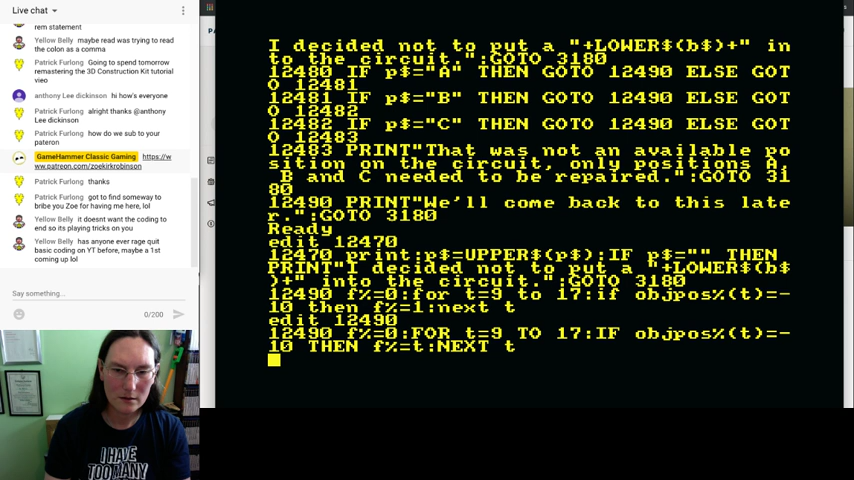 Live chat
rem statement
Yellow Belly maybe read was trying to read
the colon as a comma
Patrick Furlong Going to spend tomorrow
remastering the 3D Construction Kit tutorial
vieo
anthony Lee dickinson hi how's everyone
Patrick Furlong alright thanks @anthony
Lee dickinson
Patrick Furlong how do we sub to your
pateron
GameHammer Classic Gaming https://w
ww.patreon.com/zoekirkrobinson
Patrick Furlong thanks
Patrick Furlong got to find someway to
bribe you Zoe for having me here, lol
Yellow Belly it doesnt want the coding to
end so its playing tricks on you
Yellow Belly has anyone ever rage quit
basic coding on YT before, maybe a 1st
coming up lol
Say something...
0/200
I HAVE
TOO MANY
PA
I decided not to put a "+LOWER$(b$)+" in
to the circuit.":GOTO 3180
12480 IF p$="A" THEN GOTO 12490 ELSE GOT
O 12481
12481 IF p$="B" THEN GOTO 12490 ELSE GOT
O 12482
12482 IF p$="C" THEN GOTO 12490 ELSE GOT
O 12483
12483 PRINT"That was not an available po
sition on the circuit, only positions A,
B and C needed to be repaired.":GOTO 31
80
12490 PRINT"We'll come back to this late
r.":GOTO 3180
Ready
edit 12470
12470 print:p$=UPPER$(p$):IF p$="" THEN
PRINT"I decided not to put a "+LOWER$(b$
)+" into the circuit.":GOTO 3180
12490 f%=0:for t=9 to 17:if objpos%(t)=-
10 then f%=1:next t
edit 12490
12490 f%=0:FOR t=9 TO 17:IF objpos%(t)=-
10 THEN f%=t:NEXT t